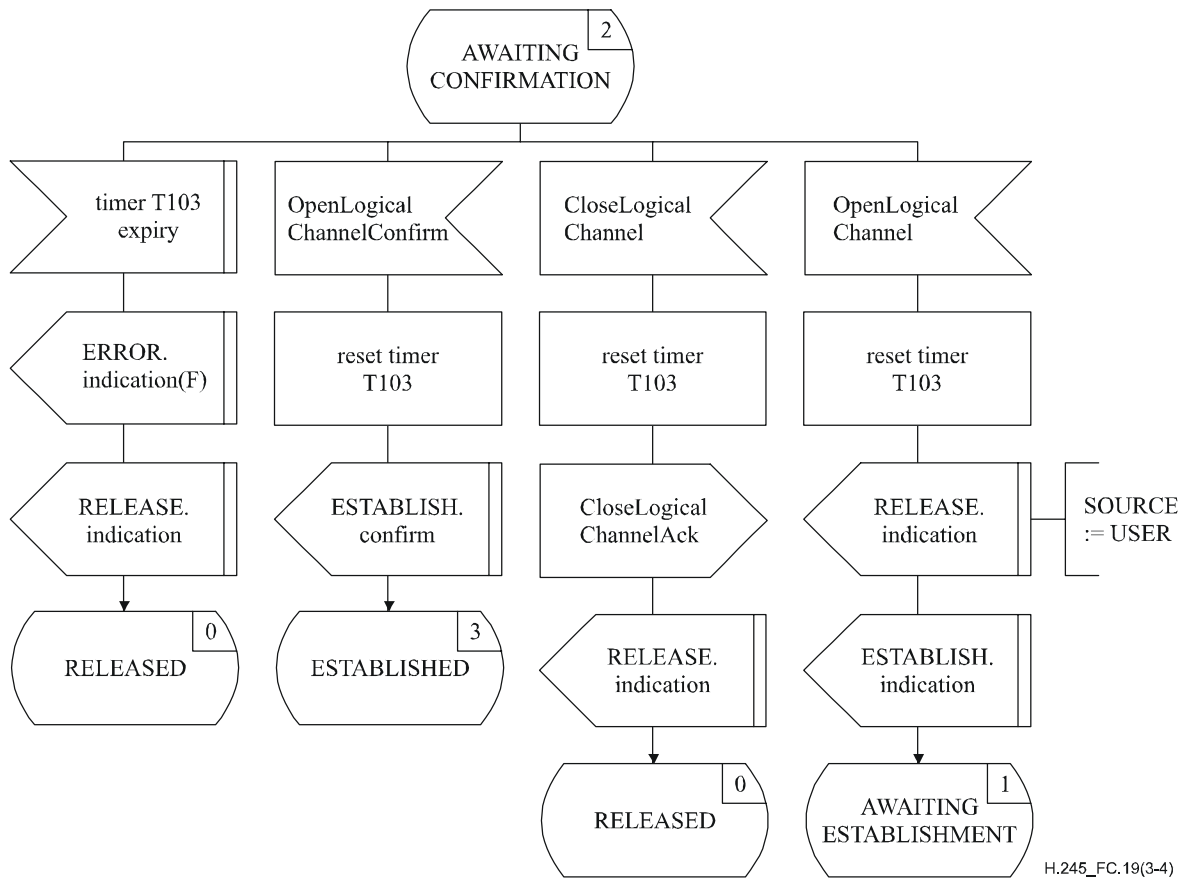 2
AWAITING
CONFIRMATION
timer T103
expiry
OpenLogical
ChannelConfirm
CloseLogical
Channel
OpenLogical
Channel
ERROR.
indication(F)
reset timer
T103
reset timer
T103
reset timer
T103
RELEASE.
indication
ESTABLISH.
confirm
CloseLogical
ChannelAck
RELEASE.
indication
SOURCE
:= USER
0
RELEASED
3
ESTABLISHED
RELEASE.
indication
ESTABLISH.
indication
0
RELEASED
1
AWAITING
ESTABLISHMENT
H.245_FC.19(3-4)